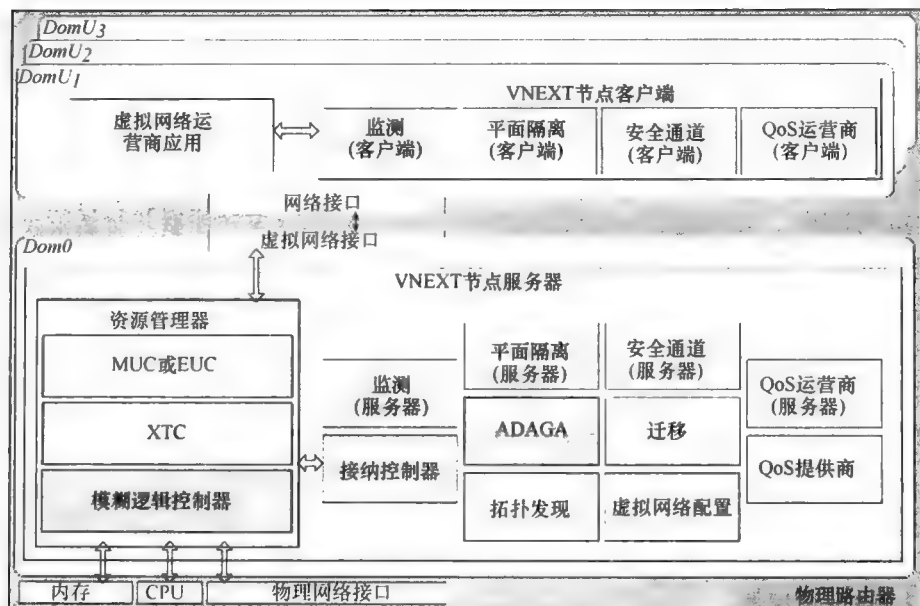 DomU3
DomU2
DomU1
VNEXT节点客户端
虚拟网络运
营商应用
监测
(客户端)
平面隔离
(客户端)
安全通道
(客户端)
QoS运营商
(客户端)
网络接口
虚拟网络接口
Dom0
VNEXT节点服务器
资源管理器
MUC或EUC
XTC
模糊逻辑控制器
监测
(服务器)
接纳控制器
平面隔离
(服务器)
ADAGA
拓扑发现
安全通道
(服务器)
迁移
虚拟网络配置
QoS运营商
(服务器)
QoS提供商
内存
CPU
物理网络接口
物理路由器